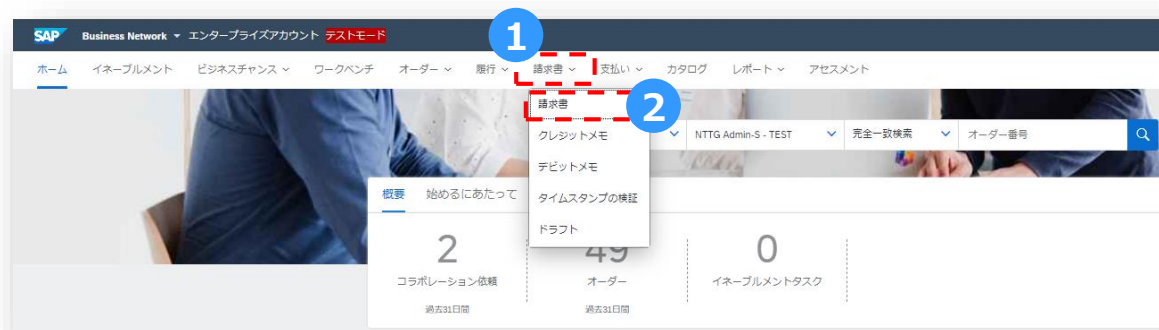 SAP Business Network エンタープライズアカウント テストモード
1
ホーム イネーブルメント ビジネスチャンス ワークベンチ オーダー 履行 請求書 支払い カタログ レポート アセスメント
請求書
2
クレジットメモ
NTTG Admin-S - TEST 完全一致検索 オーダー番号
デビットメモ
タイムスタンプの検証
ドラフト
概要 始めるにあたって
2 49 0
コラボレーション依頼 オーダー イネーブルメントタスク
過去31日間 過去31日間